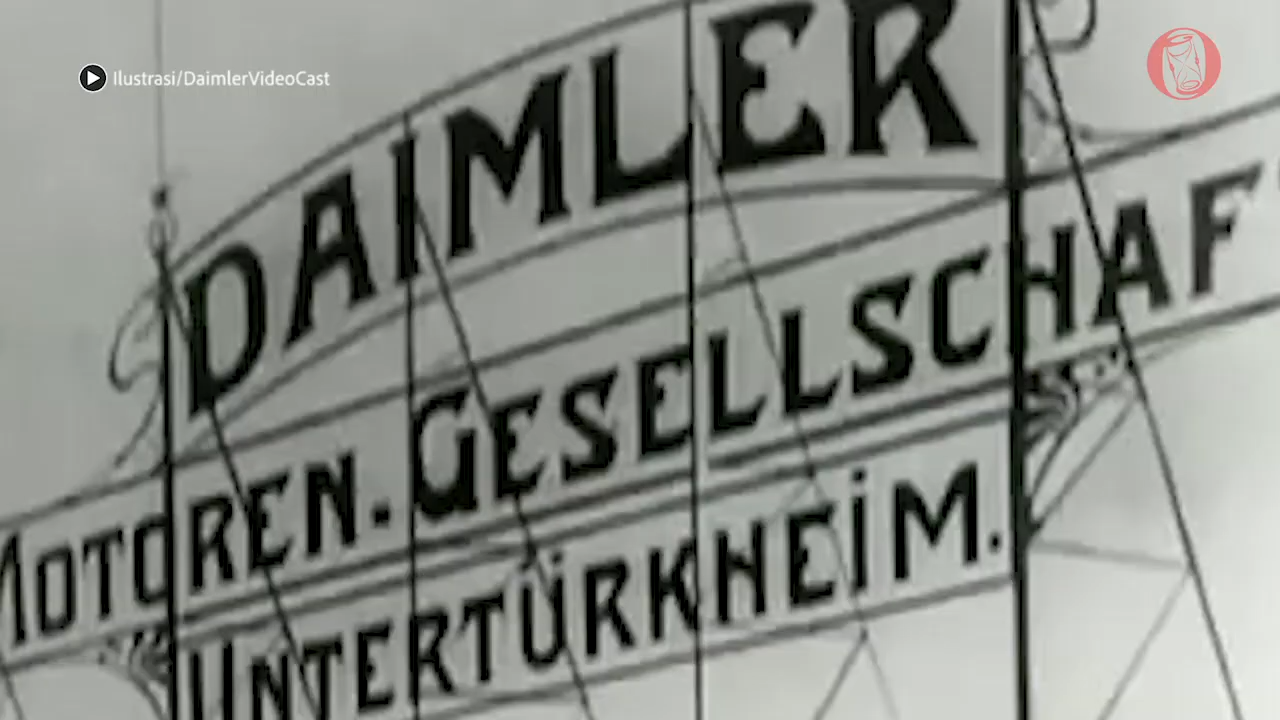 Ilustrasi/DaimlerVideoCast
DAIMLER
MOTOREN. GESELLSCHAF
UNTERTÜRKHEIM.